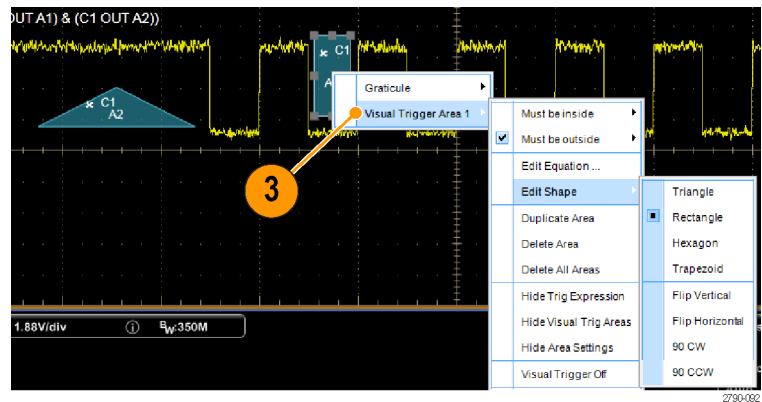 OUT A1) & (C1 OUT A2))
C1
A
C1
A2
Graticule
Visual Trigger Area 1
3
Must be inside
Must be outside
Edit Equation ...
Edit Shape
Duplicate Area
Delete Area
Delete All Areas
Hide Trig Expression
Hide Visual Trig Areas
Hide Area Settings
Visual Trigger Off
Triangle
Rectangle
Hexagon
Trapezoid
Flip Vertical
Flip Horizontal
90 CW
90 CCW
1.88V/div BW:350M
2790-092